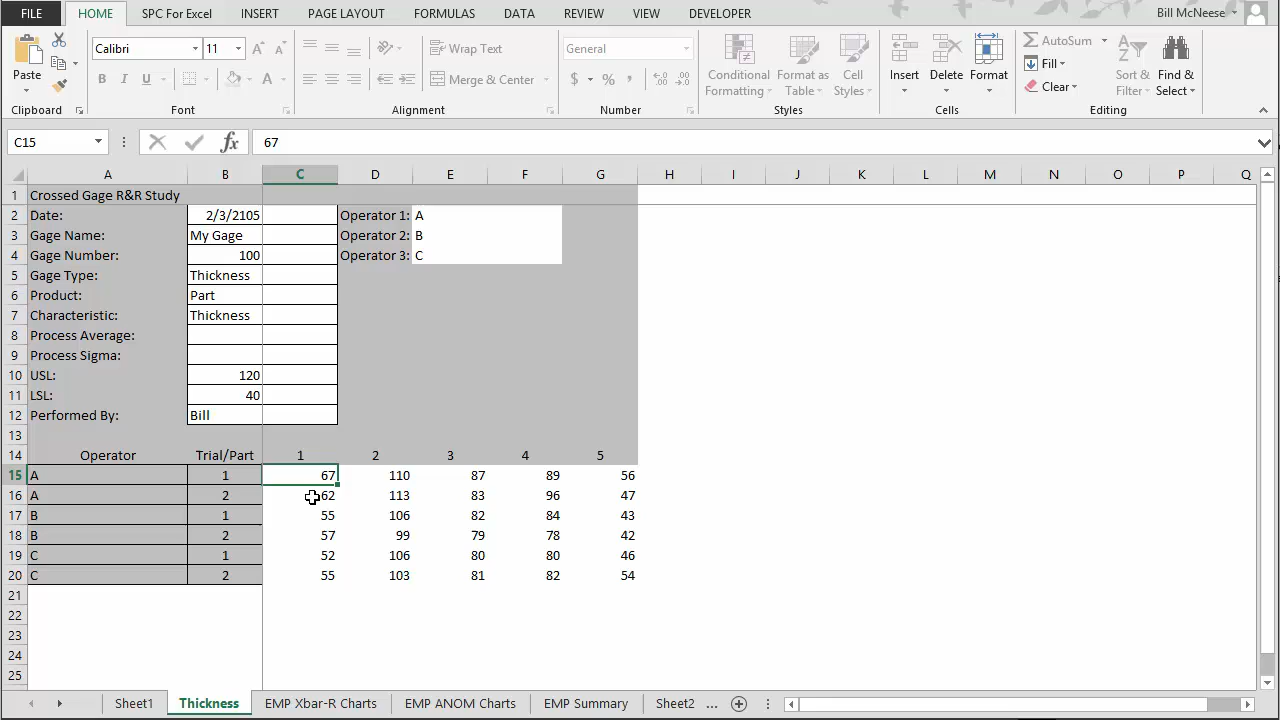 FILE HOME SPC For Excel INSERT PAGE LAYOUT FORMULAS DATA REVIEW VIEW DEVELOPER Bill McNeese
Calibri 11 A A Wrap Text General AutoSum
Paste B I U A Merge & Center $ % , Conditional Formatting Format as Table Cell Styles Insert Delete Format Fill Clear Sort & Filter Find & Select
Clipboard Font Alignment Number Styles Cells Editing
C15 fx 67
A B C D E F G H I J K L M N O P Q
1 Crossed Gage R&R Study
2 Date: 2/3/2105 Operator 1: A
3 Gage Name: My Gage Operator 2: B
4 Gage Number: 100 Operator 3: C
5 Gage Type: Thickness
6 Product: Part
7 Characteristic: Thickness
8 Process Average:
9 Process Sigma:
10 USL: 120
11 LSL: 40
12 Performed By: Bill
13
14 Operator Trial/Part 1 2 3 4 5
15 A 1 67 110 87 89 56
16 A 2 62 113 83 96 47
17 B 1 55 106 82 84 43
18 B 2 57 99 79 78 42
19 C 1 52 106 80 80 46
20 C 2 55 103 81 82 54
21
22
23
24
25
Sheet1 Thickness EMP Xbar-R Charts EMP ANOM Charts EMP Summary Sheet2 ...